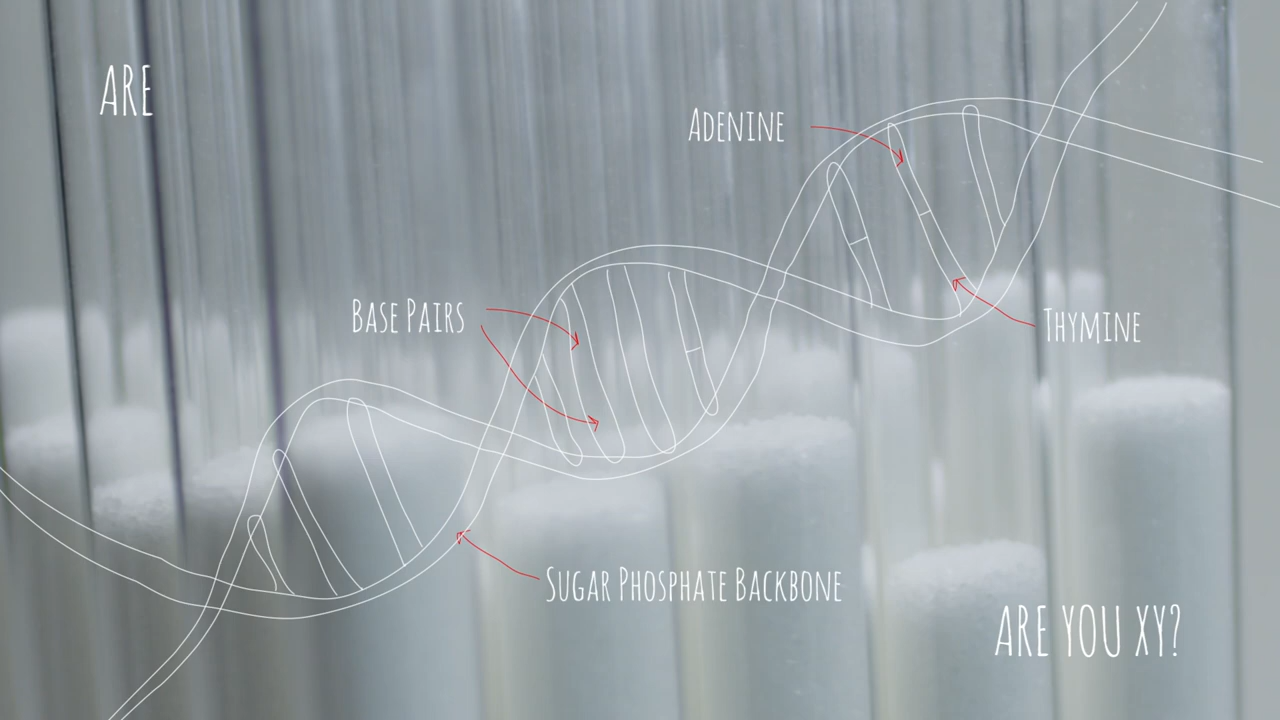 ARE
ADENINE
BASE PAIRS
THYMINE
SUGAR PHOSPHATE BACKBONE
ARE YOU XY?